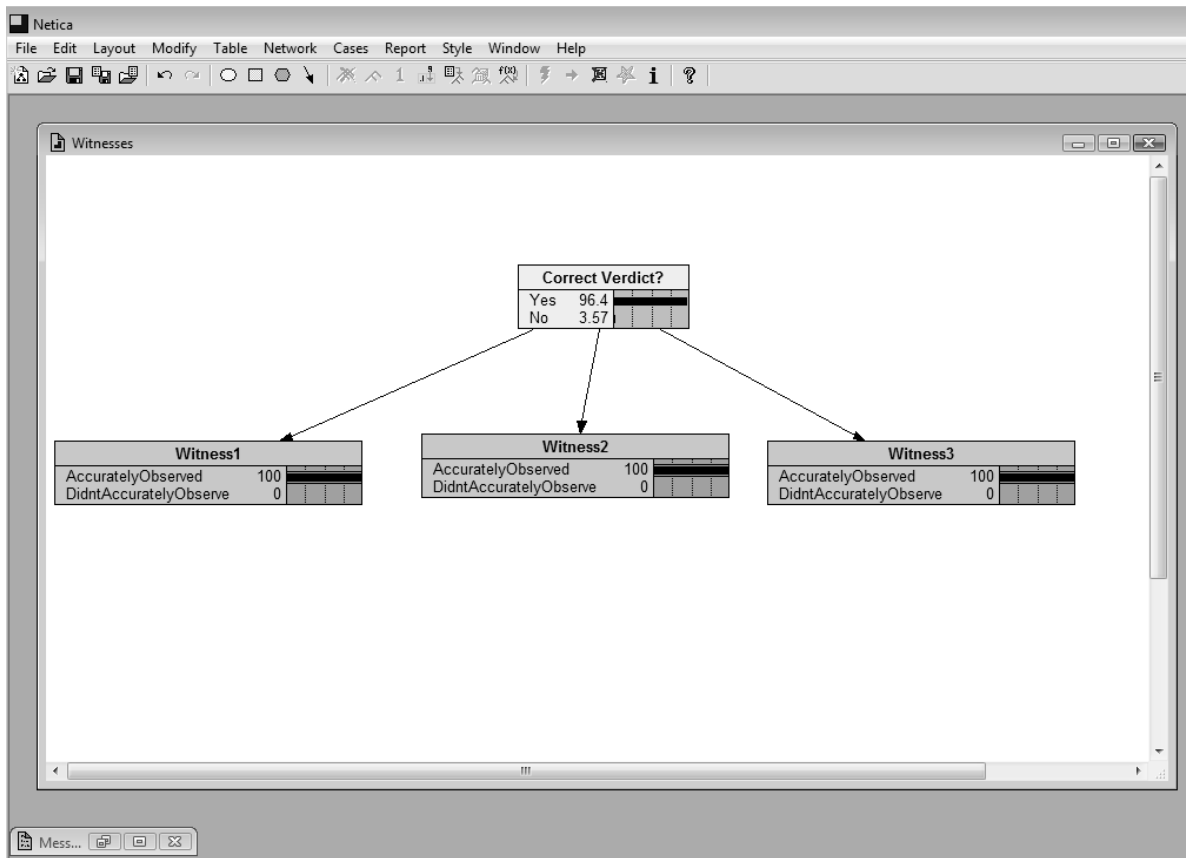 Netica
File Edit Layout Modify Table Network Cases Report Style Window Help
1 f(x) i ?
Witnesses
Correct Verdict?
Yes 96.4
No 3.57
Witness1
AccuratelyObserved 100
DidntAccuratelyObserve 0
Witness2
AccuratelyObserved 100
DidntAccuratelyObserve 0
Witness3
AccuratelyObserved 100
DidntAccuratelyObserve 0
Mess...